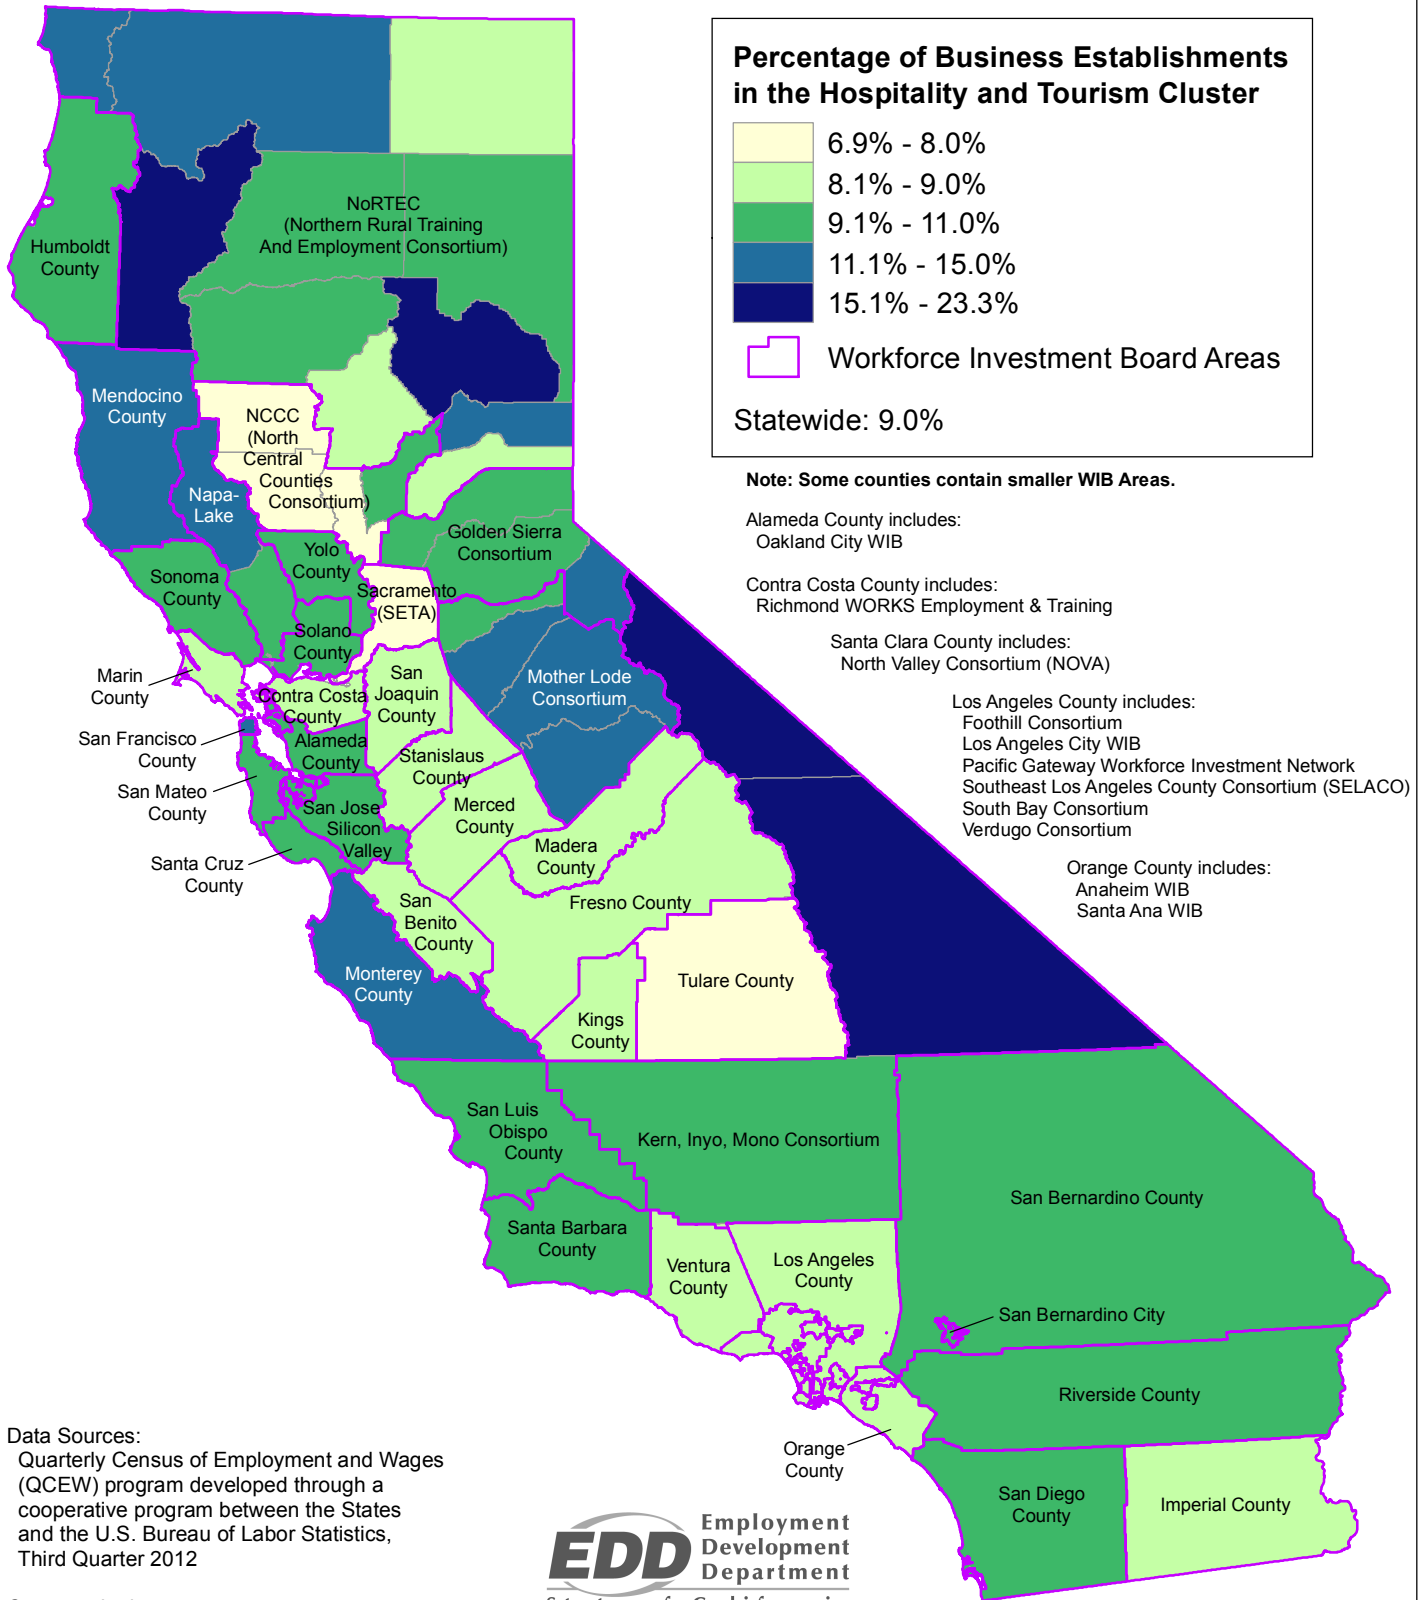 Percentage of Business Establishments
in the Hospitality and Tourism Cluster
6.9% - 8.0%
8.1% - 9.0%
9.1% - 11.0%
11.1% - 15.0%
15.1% - 23.3%
Workforce Investment Board Areas
Statewide: 9.0%
Note: Some counties contain smaller WIB Areas.
Alameda County includes:
Oakland City WIB
Contra Costa County includes:
Richmond WORKS Employment & Training
Santa Clara County includes:
North Valley Consortium (NOVA)
Los Angeles County includes:
Foothill Consortium
Los Angeles City WIB
Pacific Gateway Workforce Investment Network
Southeast Los Angeles County Consortium (SELACO)
South Bay Consortium
Verdugo Consortium
Orange County includes:
Anaheim WIB
Santa Ana WIB
NoRTEC
(Northern Rural Training
And Employment Consortium)
Humboldt
County
Mendocino
County
NCCC
(North
Central
Counties
Consortium)
Napa-
Lake
Golden Sierra
Consortium
Yolo
County
Sonoma
County
Sacramento
(SETA)
Solano
County
Marin
County
Contra Costa
County
San
Joaquin
County
Mother Lode
Consortium
San Francisco
County
Alameda
County
Stanislaus
County
San Mateo
County
San Jose
Silicon
Valley
Merced
County
Santa Cruz
County
Madera
County
San
Benito
County
Fresno County
Monterey
County
Tulare County
Kings
County
San Luis
Obispo
County
Kern, Inyo, Mono Consortium
San Bernardino County
Santa Barbara
County
Ventura
County
Los Angeles
County
San Bernardino City
Riverside County
Orange
County
San Diego
County
Imperial County
Data Sources:
Quarterly Census of Employment and Wages
(QCEW) program developed through a
cooperative program between the States
and the U.S. Bureau of Labor Statistics,
Third Quarter 2012
EDD
Employment
Development
Department